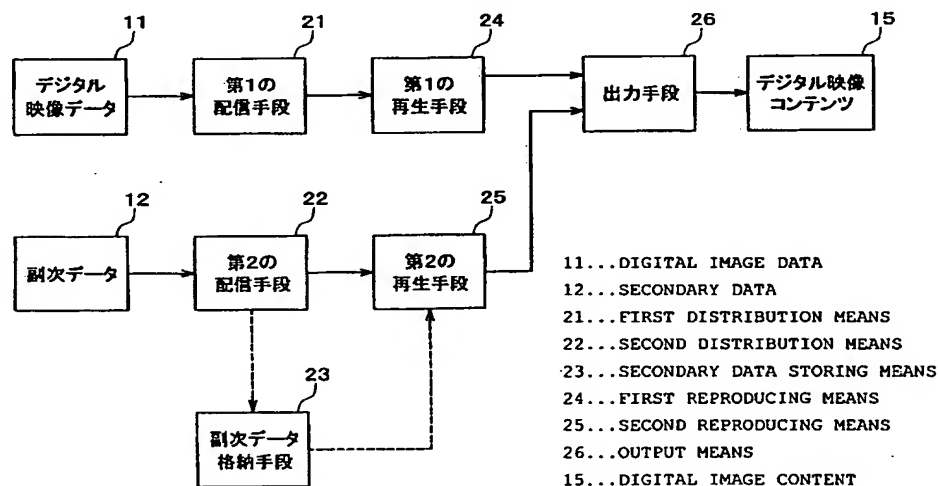 11
21
24
26
15
デジタル
映像データ
第1の
配信手段
第1の
再生手段
出力手段
デジタル映像
コンテンツ
12
22
25
副次データ
第2の
配信手段
第2の
再生手段
23
副次データ
格納手段
11...DIGITAL IMAGE DATA
12...SECONDARY DATA
21...FIRST DISTRIBUTION MEANS
22...SECOND DISTRIBUTION MEANS
23...SECONDARY DATA STORING MEANS
24...FIRST REPRODUCING MEANS
25...SECOND REPRODUCING MEANS
26...OUTPUT MEANS
15...DIGITAL IMAGE CONTENT